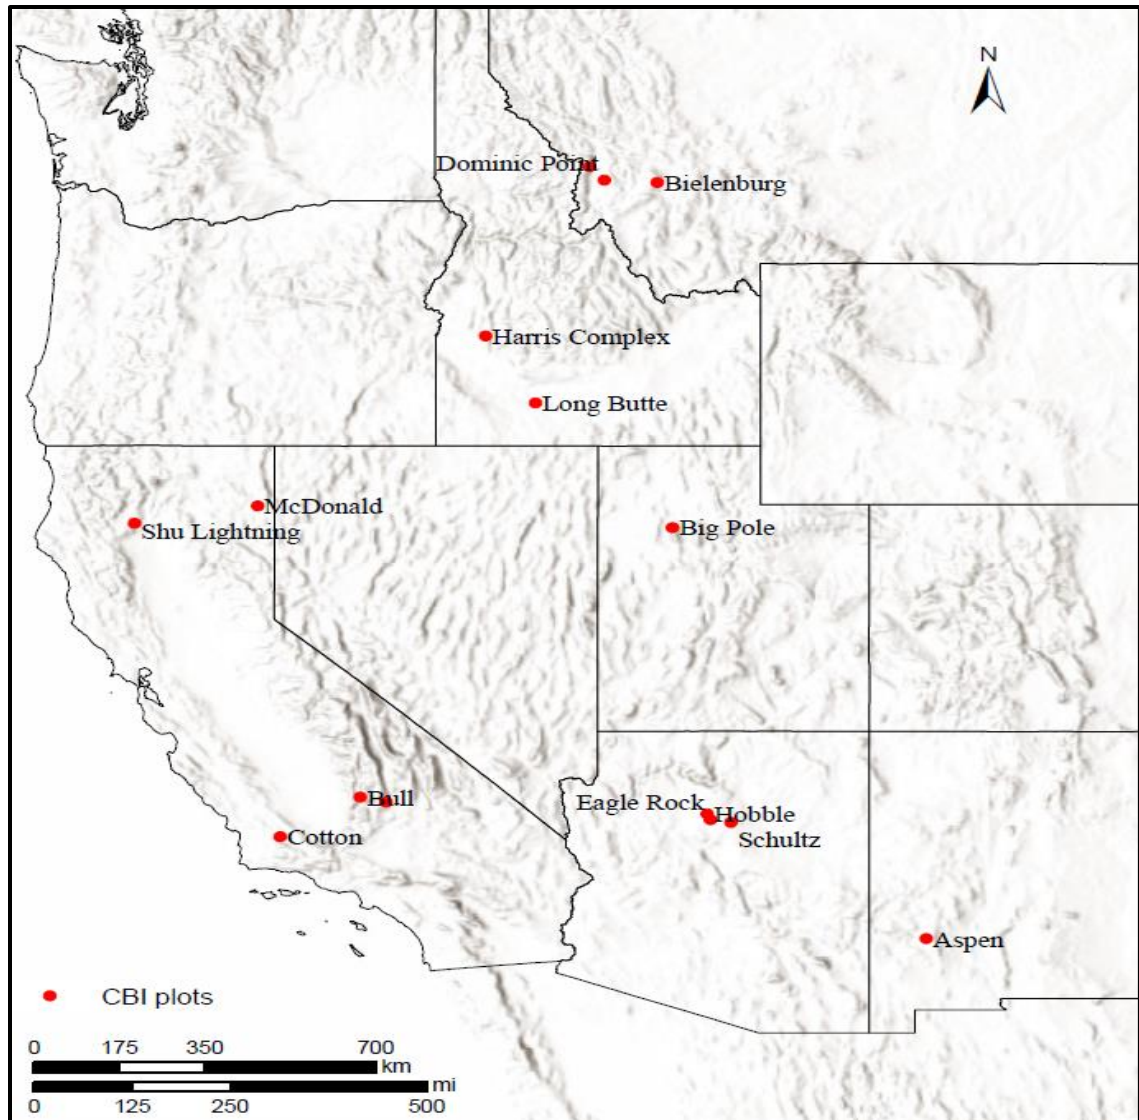 N
Dominic Point
Bielenburg
Harris Complex
Long Butte
McDonald
Shu Lightning
Big Pole
Bull
Eagle Rock
Hobble
Cotton
Schultz
Aspen
CBI plots
0 175 350 700
km
mi
0 125 250 500